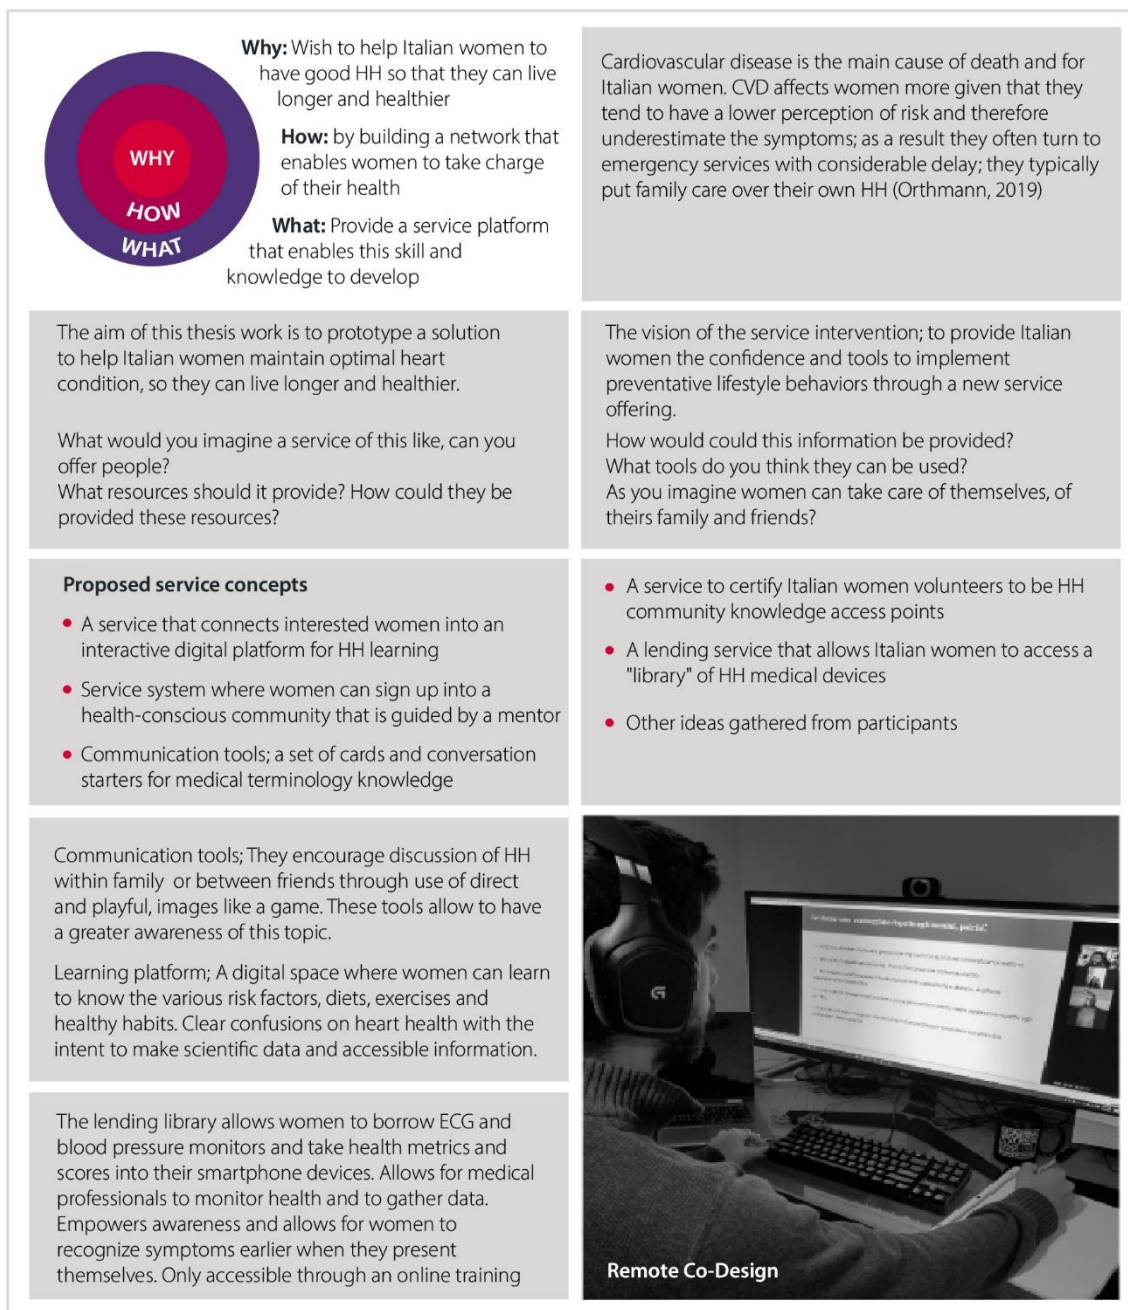 Why: Wish to help Italian women to
have good HH so that they can live
longer and healthier
How: by building a network that
enables women to take charge
of their health
What: Provide a service platform
that enables this skill and
knowledge to develop
WHY
HOW
WHAT
Cardiovascular disease is the main cause of death and for
Italian women. CVD affects women more given that they
tend to have a lower perception of risk and therefore
underestimate the symptoms; as a result they often turn to
emergency services with considerable delay; they typically
put family care over their own HH (Orthmann, 2019)
The aim of this thesis work is to prototype a solution
to help Italian women maintain optimal heart
condition, so they can live longer and healthier.
What would you imagine a service of this like, can you
offer people?
What resources should it provide? How could they be
provided these resources?
The vision of the service intervention; to provide Italian
women the confidence and tools to implement
preventative lifestyle behaviors through a new service
offering.
How would could this information be provided?
What tools do you think they can be used?
As you imagine women can take care of themselves, of
theirs family and friends?
Proposed service concepts
• A service that connects interested women into an
interactive digital platform for HH learning
• Service system where women can sign up into a
health-conscious community that is guided by a mentor
• Communication tools; a set of cards and conversation
starters for medical terminology knowledge
• A service to certify Italian women volunteers to be HH
community knowledge access points
• A lending service that allows Italian women to access a
"library" of HH medical devices
• Other ideas gathered from participants
Communication tools; They encourage discussion of HH
within family or between friends through use of direct
and playful, images like a game. These tools allow to have
a greater awareness of this topic.
Learning platform; A digital space where women can learn
to know the various risk factors, diets, exercises and
healthy habits. Clear confusions on heart health with the
intent to make scientific data and accessible information.
The lending library allows women to borrow ECG and
blood pressure monitors and take health metrics and
scores into their smartphone devices. Allows for medical
professionals to monitor health and to gather data.
Empowers awareness and allows for women to
recognize symptoms earlier when they present
themselves. Only accessible through an online training
Remote Co-Design